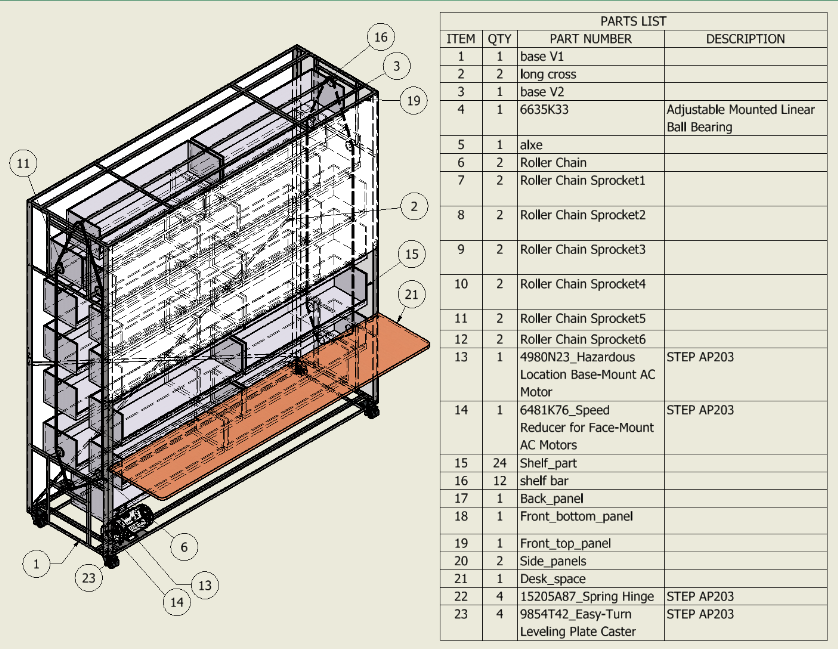 16
3
19
11
2
15
21
6
1
13
23
14
PARTS LIST
ITEM QTY PART NUMBER DESCRIPTION
1 1 base V1
2 2 long cross
3 1 base V2
4 1 6635K33 Adjustable Mounted Linear
Ball Bearing
5 1 alxe
6 2 Roller Chain
7 2 Roller Chain Sprocket1
8 2 Roller Chain Sprocket2
9 2 Roller Chain Sprocket3
10 2 Roller Chain Sprocket4
11 2 Roller Chain Sprocket5
12 2 Roller Chain Sprocket6
13 1 4980N23_Hazardous STEP AP203
Location Base-Mount AC
Motor
14 1 6481K76_Speed STEP AP203
Reducer for Face-Mount
AC Motors
15 24 Shelf_part
16 12 shelf bar
17 1 Back_panel
18 1 Front_bottom_panel
19 1 Front_top_panel
20 2 Side_panels
21 1 Desk_space
22 4 15205A87_Spring Hinge STEP AP203
23 4 9854T42_Easy-Turn STEP AP203
Leveling Plate Caster